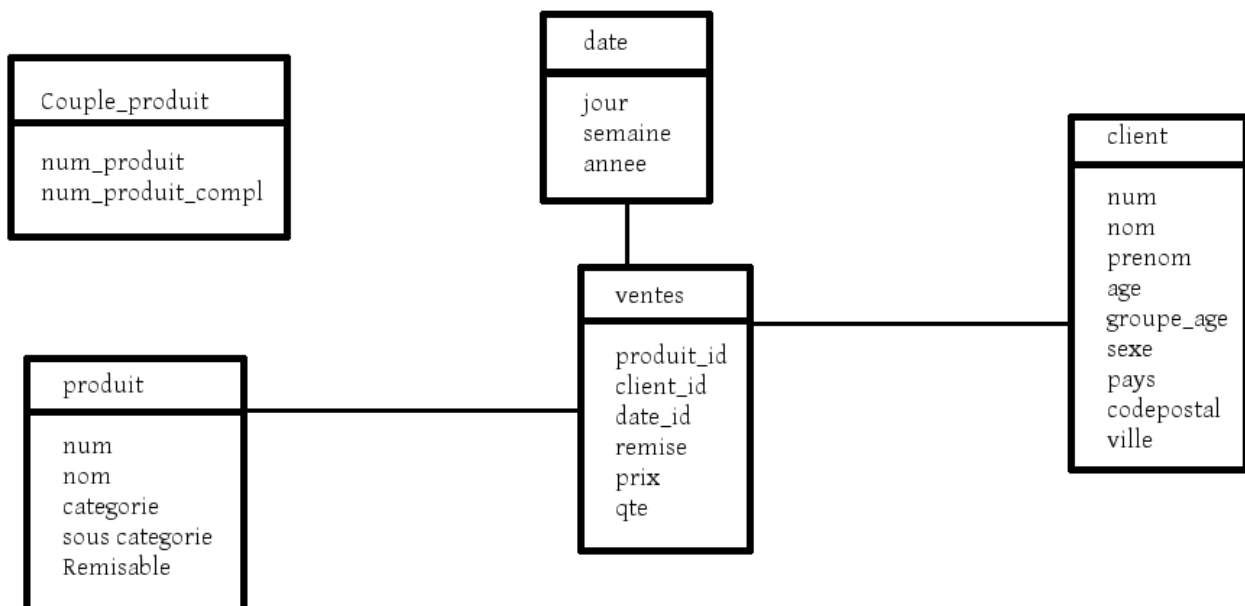 Couple_produit
num_produit
num_produit_compl
date
jour
semaine
annee
client
num
nom
prenom
age
groupe_age
sexe
pays
codepostal
ville
ventes
produit_id
client_id
date_id
remise
prix
qte
produit
num
nom
categorie
sous categorie
Remisable